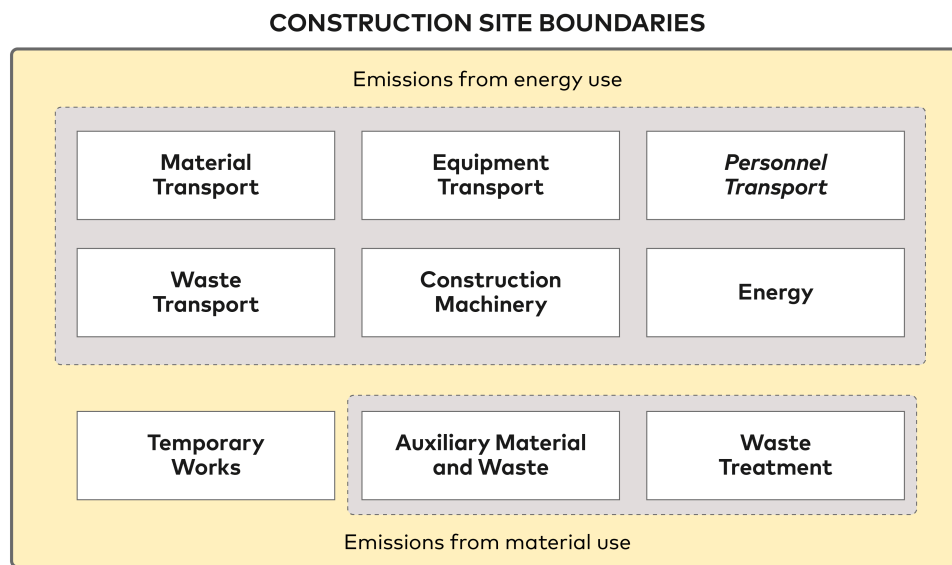 CONSTRUCTION SITE BOUNDARIES
Emissions from energy use
Material
Transport
Equipment
Transport
Personnel
Transport
Waste
Transport
Construction
Machinery
Energy
Temporary
Works
Auxiliary Material
and Waste
Waste
Treatment
Emissions from material use